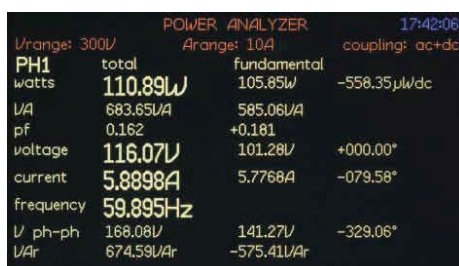 POWER ANALYZER 17:42:06
Vrange: 300V Arange: 10A coupling: ac+dc
PH1 total fundamental
watts 110.89W 105.85W -558.35µWdc
VA 683.65VA 585.06VA
pf 0.162 +0.181
voltage 116.07V 101.28V +000.00°
current 5.8898A 5.7768A -079.58°
frequency 59.895Hz
V ph-ph 168.08V 141.27V -329.06°
VAr 674.59VAr -575.41VAr